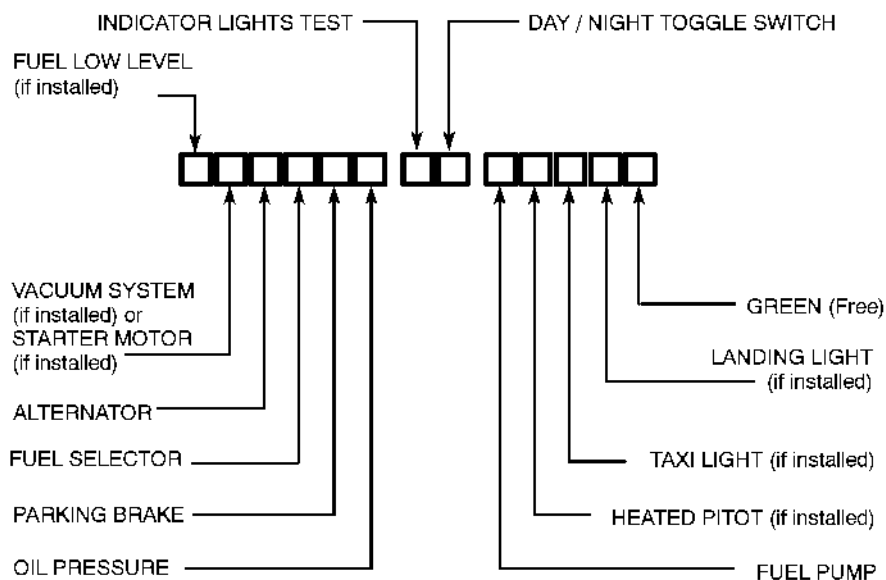 INDICATOR LIGHTS TEST
DAY / NIGHT TOGGLE SWITCH
FUEL LOW LEVEL
(if installed)
VACUUM SYSTEM
(if installed) or
STARTER MOTOR
(if installed)
ALTERNATOR
FUEL SELECTOR
PARKING BRAKE
OIL PRESSURE
GREEN (Free)
LANDING LIGHT
(if installed)
TAXI LIGHT (if installed)
HEATED PITOT (if installed)
FUEL PUMP